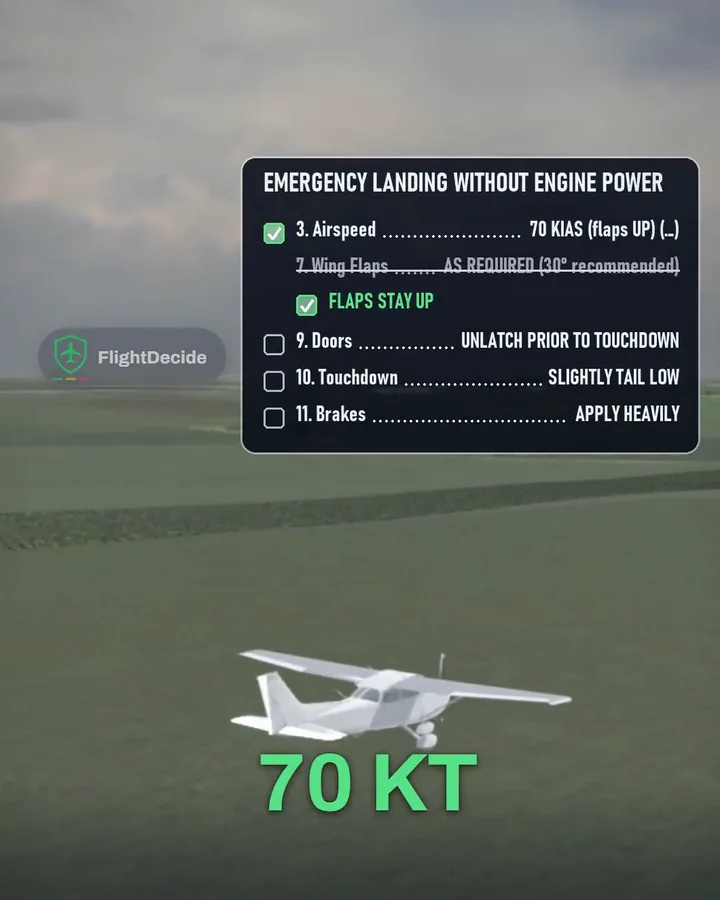 EMERGENCY LANDING WITHOUT ENGINE POWER
3. Airspeed ........................ 70 KIAS (flaps UP) (...)
7. Wing Flaps ....... AS REQUIRED (30° recommended)
FLAPS STAY UP
9. Doors ................ UNLATCH PRIOR TO TOUCHDOWN
10. Touchdown ........................ SLIGHTLY TAIL LOW
11. Brakes .................................. APPLY HEAVILY
FlightDecide
70 KT